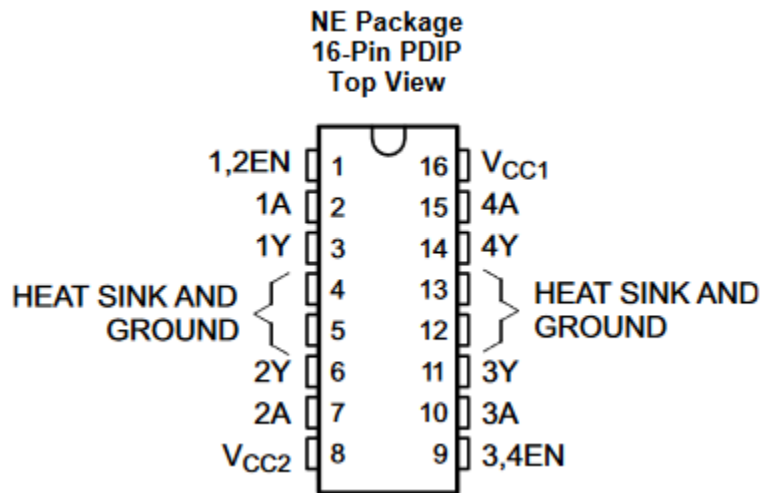 NE Package
16-Pin PDIP
Top View
1,2EN 1 16 VCC1
1A 2 15 4A
1Y 3 14 4Y
HEAT SINK AND GROUND 4 13 HEAT SINK AND GROUND
5 12
2Y 6 11 3Y
2A 7 10 3A
VCC2 8 9 3,4EN